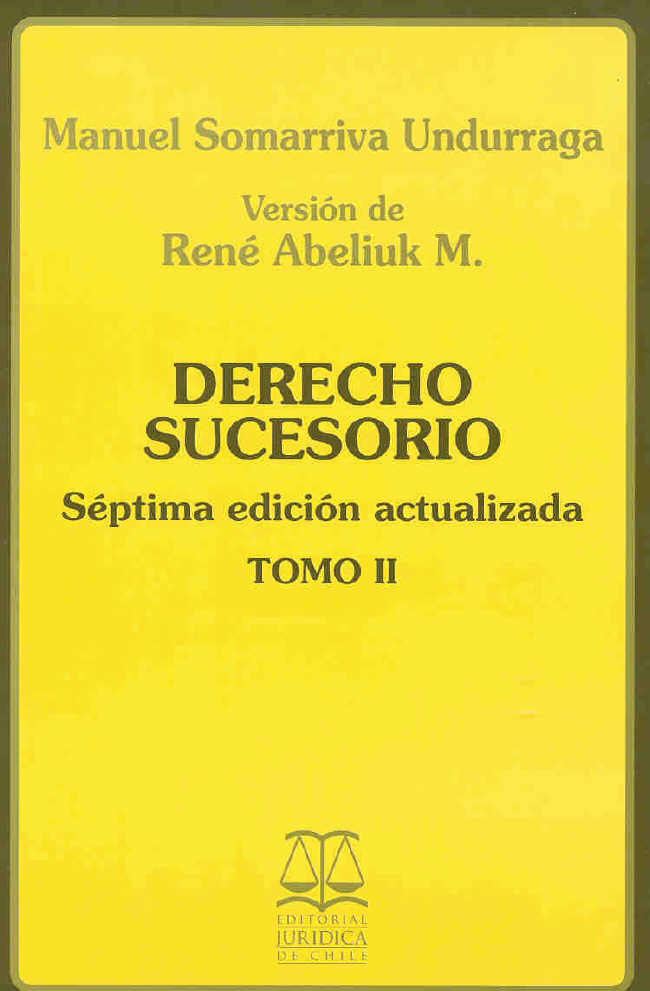 Manuel Somarriva Undurraga
Versión de
René Abeliuk M.
DERECHO
SUCESORIO
Séptima edición actualizada
TOMO II
EDITORIAL
JURIDICA
DE CHILE